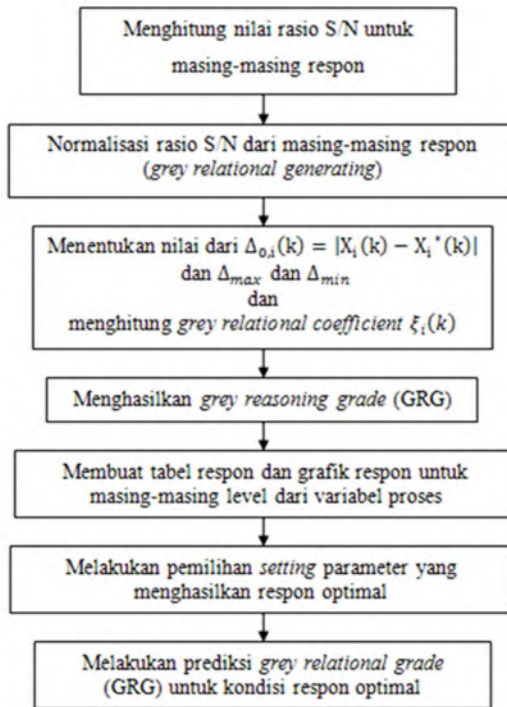 Menghitung nilai rasio S/N untuk
masing-masing respon
Normalisasi rasio S/N dari masing-masing respon
(grey relational generating)
Menentukan nilai dari Δ₀,ᵢ(k) = |Xᵢ(k) − Xᵢ*(k)|
dan Δₘₐₓ dan Δₘᵢₙ
dan
menghitung grey relational coefficient ξᵢ(k)
Menghasilkan grey reasoning grade (GRG)
Membuat tabel respon dan grafik respon untuk
masing-masing level dari variabel proses
Melakukan pemilihan setting parameter yang
menghasilkan respon optimal
Melakukan prediksi grey relational grade
(GRG) untuk kondisi respon optimal